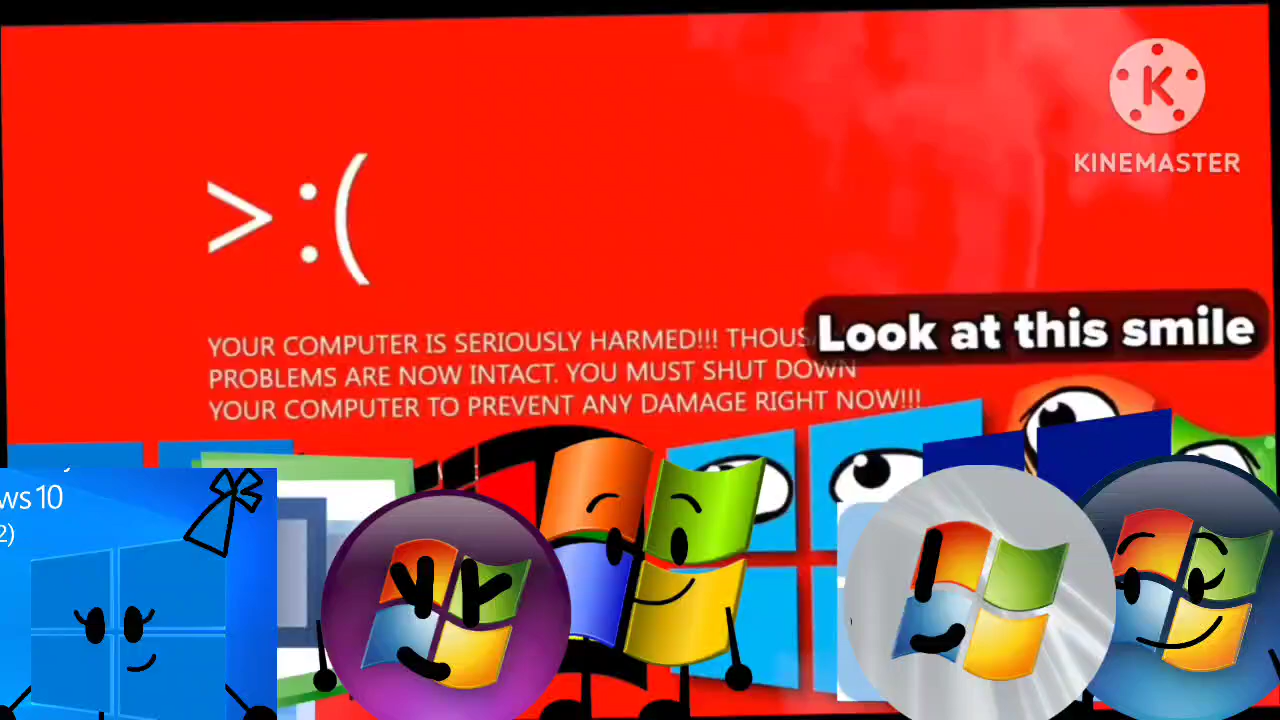 KINEMASTER
>:(
Look at this smile
YOUR COMPUTER IS SERIOUSLY HARMED!!!
PROBLEMS ARE NOW INTACT. YOU MUST SHUT DOWN
YOUR COMPUTER TO PREVENT ANY DAMAGE RIGHT NOW!!!
ws 10
2)